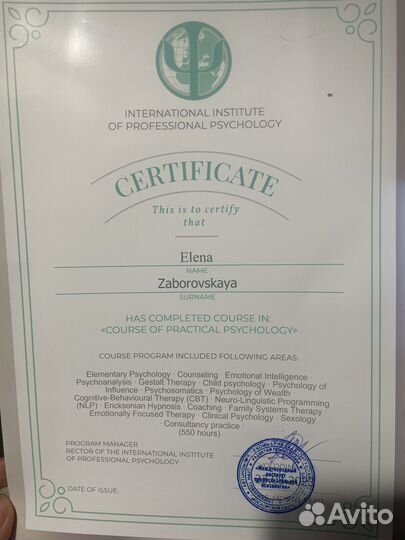 INTERNATIONAL INSTITUTE
OF PROFESSIONAL PSYCHOLOGY
CERTIFICATE
This is to certify
that
Elena
NAME
Zaborovskaya
SURNAME
HAS COMPLETED COURSE IN:
«COURSE OF PRACTICAL PSYCHOLOGY»
COURSE PROGRAM INCLUDED FOLLOWING AREAS:
Elementary Psychology · Counseling · Emotional Intelligence ·
Psychoanalysis · Gestalt Therapy · Child psychology · Psychology of
Influence · Psychosomatics · Psychology of Wealth
Cognitive-Behavioural Therapy (CBT) · Neuro-Linguistic Programming
(NLP) · Ericksonian Hypnosis · Coaching · Family Systems Therapy ·
Emotionally Focused Therapy · Clinical Psychology · Sexology
· Consultancy practice ·
(550 hours)
PROGRAM MANAGER
RECTOR OF THE INTERNATIONAL INSTITUTE
OF PROFESSIONAL PSYCHOLOGY
DATE OF ISSUE:
«Международный
институт
профессиональной
психологии»
Avito